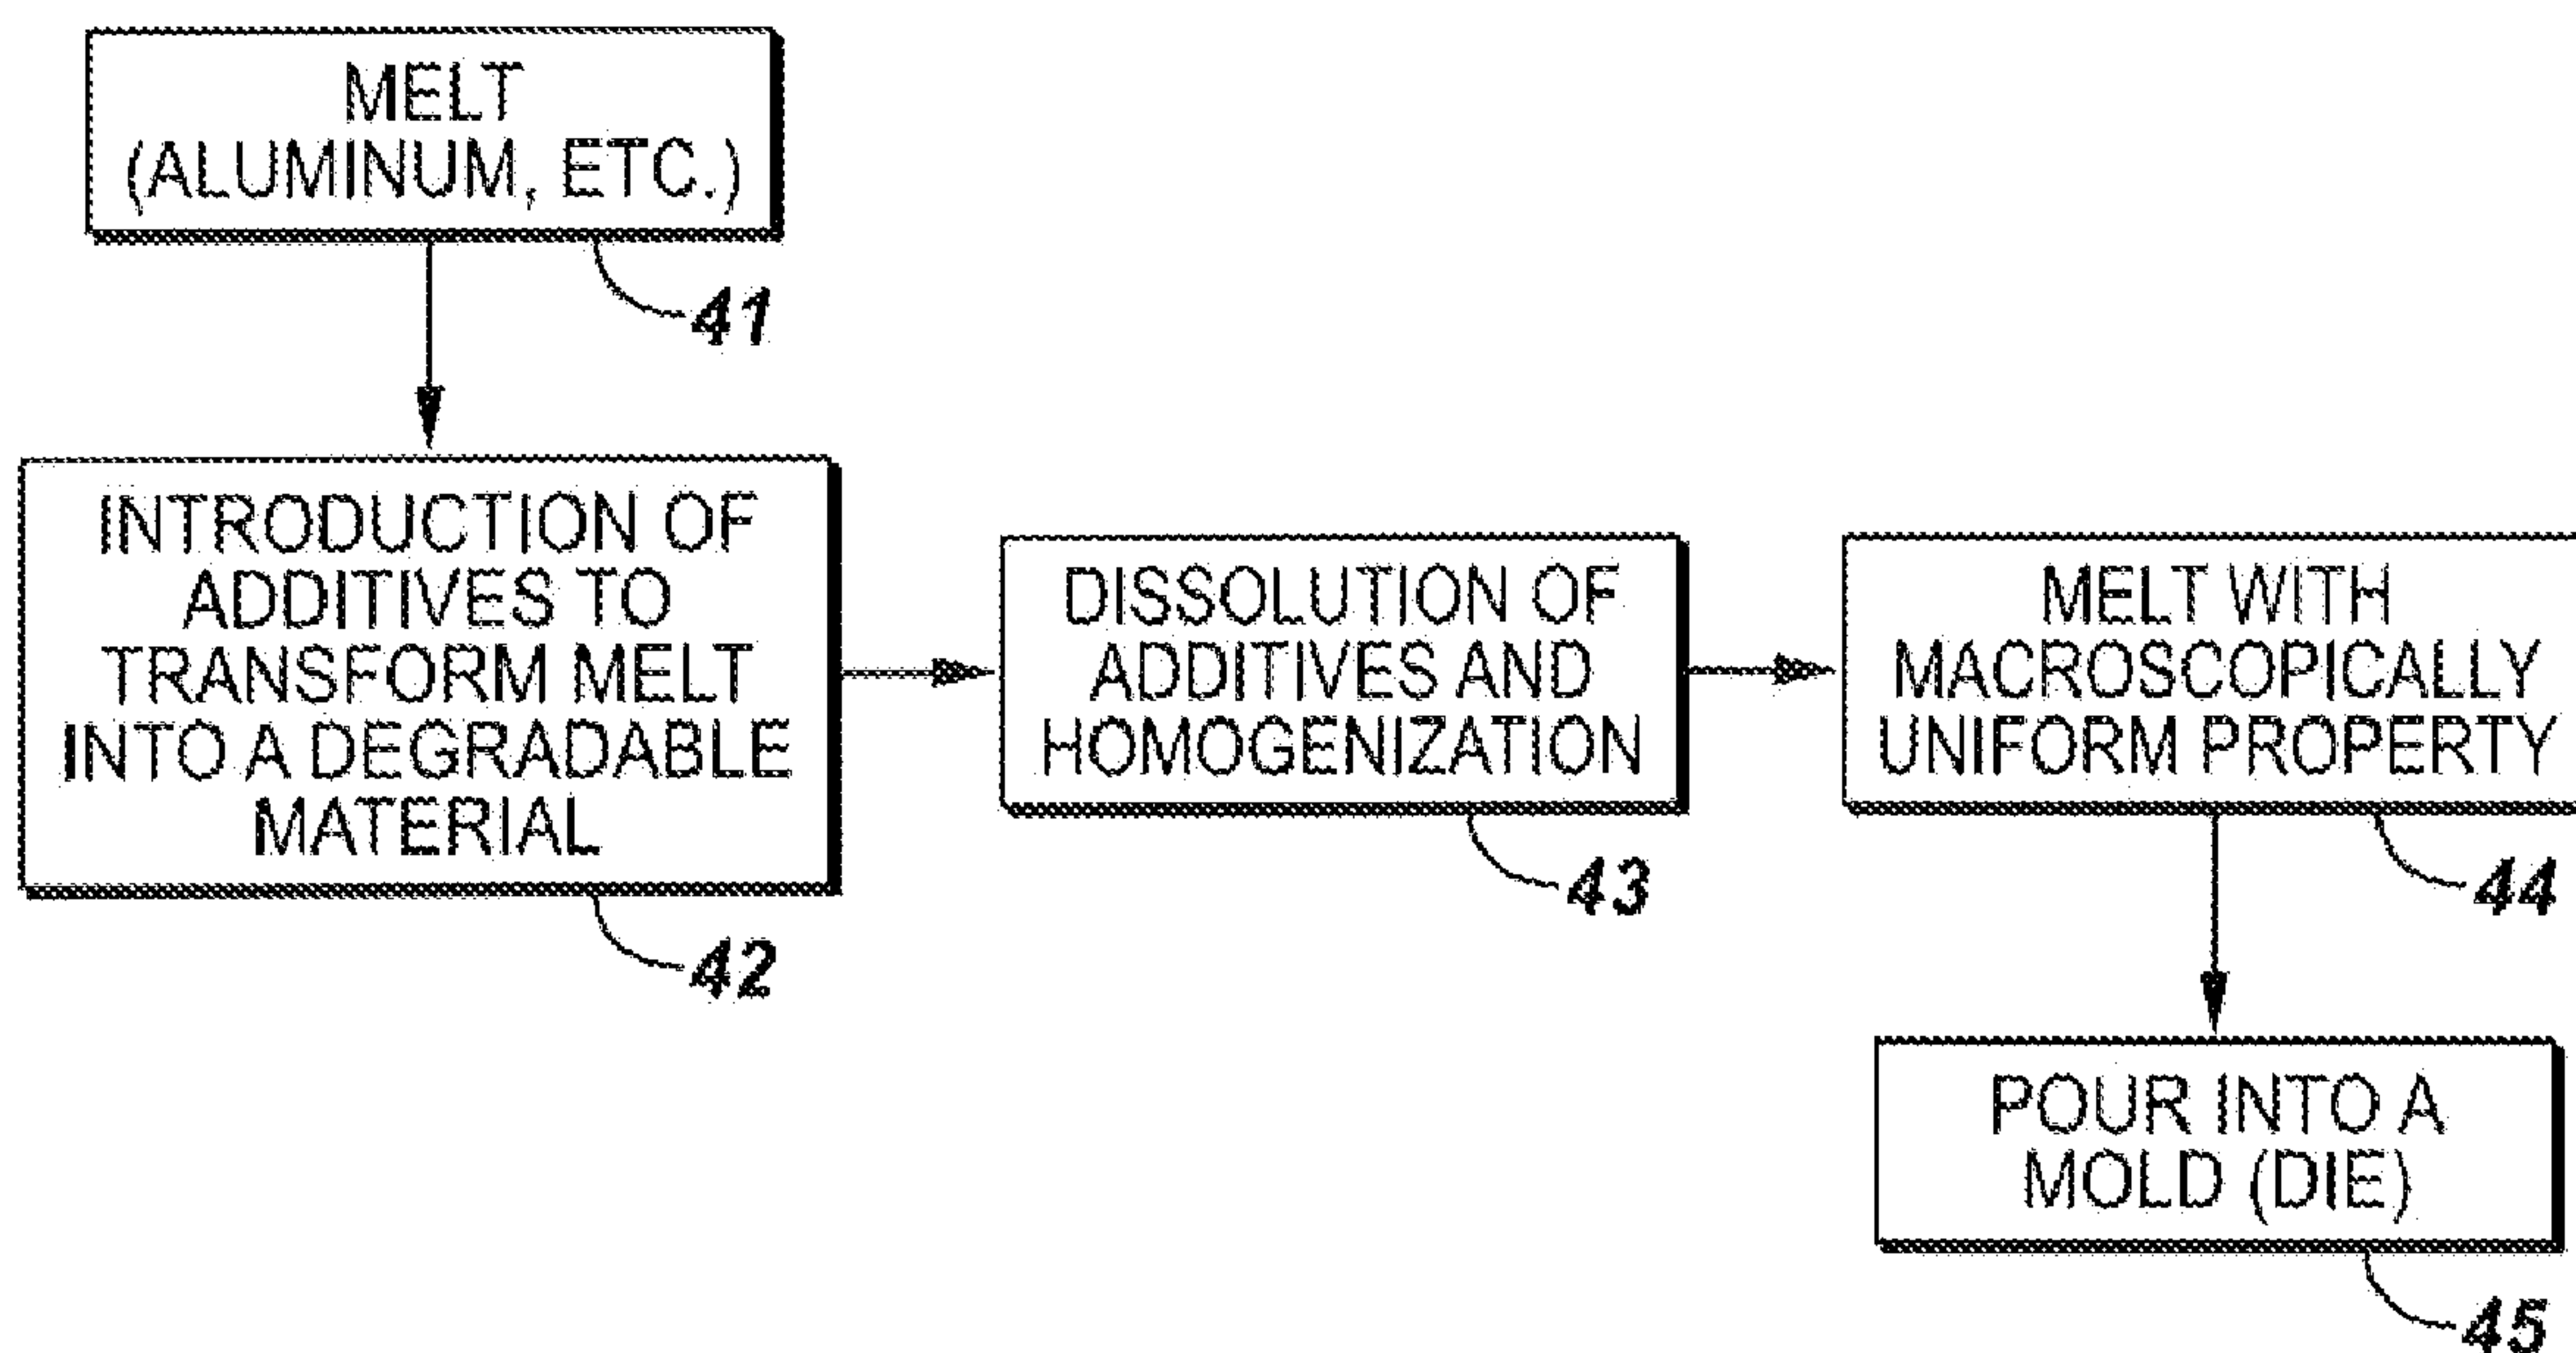 MELT
(ALUMINUM, ETC.)
41
INTRODUCTION OF
ADDITIVES TO
TRANSFORM MELT
INTO A DEGRADABLE
MATERIAL
42
DISSOLUTION OF
ADDITIVES AND
HOMOGENIZATION
43
MELT WITH
MACROSCOPICALLY
UNIFORM PROPERTY
44
POUR INTO A
MOLD (DIE)
45